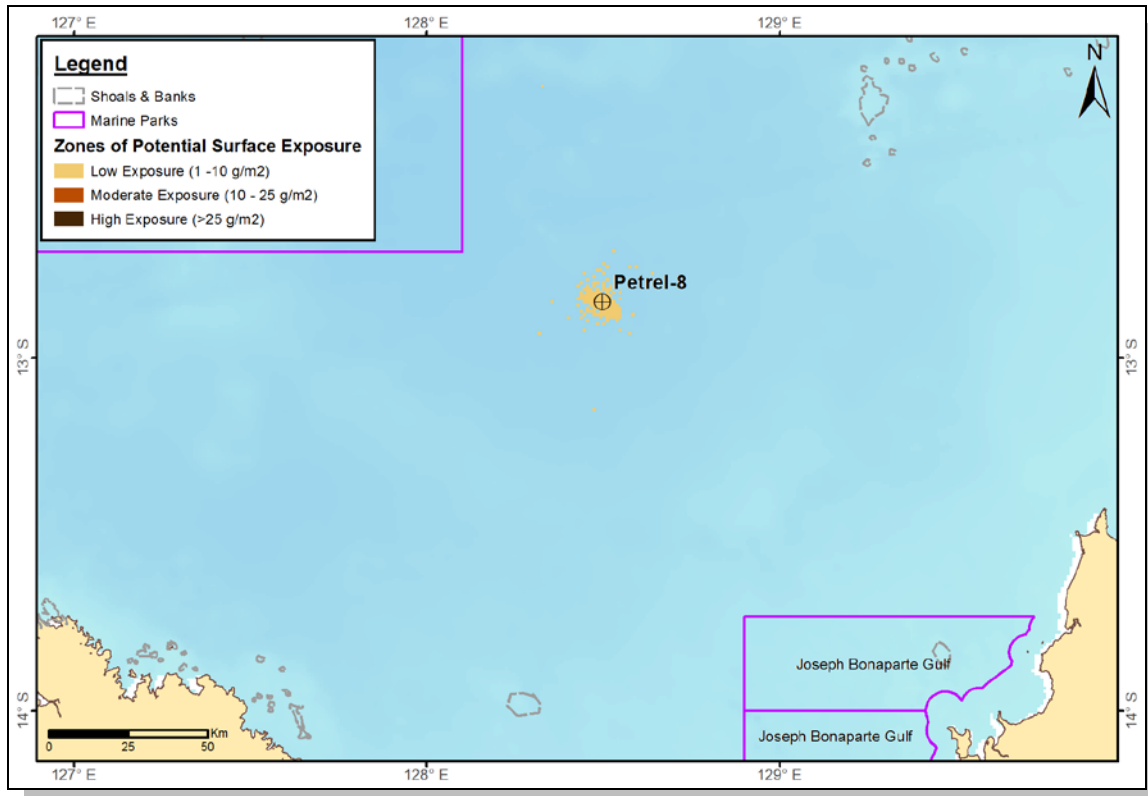 127° E
128° E
129° E
Legend
Shoals & Banks
Marine Parks
Zones of Potential Surface Exposure
Low Exposure (1 -10 g/m2)
Moderate Exposure (10 - 25 g/m2)
High Exposure (>25 g/m2)
N
Petrel-8
13° S
13° S
Joseph Bonaparte Gulf
14° S
14° S
Joseph Bonaparte Gulf
Km
0
25
50
127° E
128° E
129° E